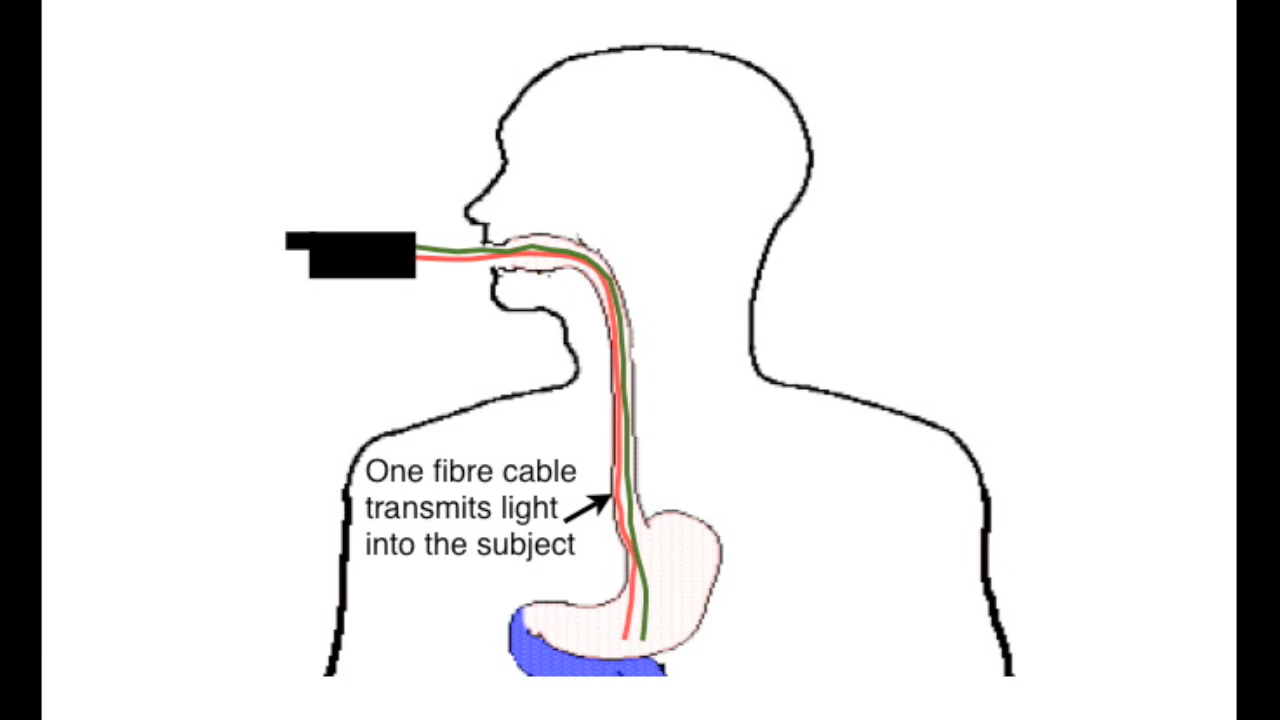 One fibre cable
transmits light
into the subject